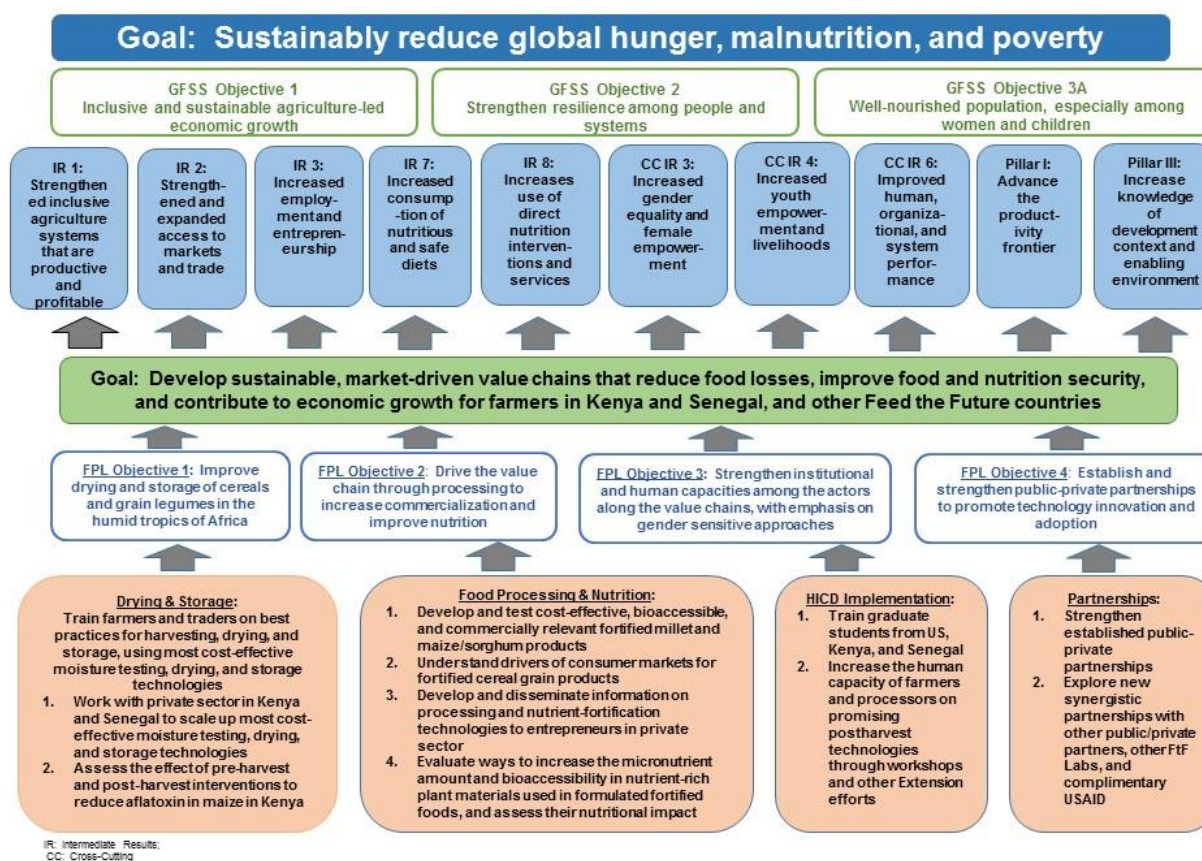 Goal: Sustainably reduce global hunger, malnutrition, and poverty
GFSS Objective 1
Inclusive and sustainable agriculture-led
economic growth
GFSS Objective 2
Strengthen resilience among people and
systems
GFSS Objective 3A
Well-nourished population, especially among
women and children
IR 1:
Strengthen
ed inclusive
agriculture
systems
that are
productive
and
profitable
IR 2:
Strength-
ened and
expanded
access to
markets
and trade
IR 3:
Increased
employ-
ment and
entrepren-
eurship
IR 7:
Increased
consump
-tion of
nutritious
and safe
diets
IR 8:
Increases
use of
direct
nutrition
interven-
tions and
services
CC IR 3:
Increased
gender
equality and
female
empower-
ment
CC IR 4:
Increased
youth
empower-
ment and
livelihoods
CC IR 6:
Improved
human,
organiza-
tional, and
system
perfor-
mance
Pillar I:
Advance
the
product-
ivity
frontier
Pillar III:
Increase
knowledge
of
development
context and
enabling
environment
Goal: Develop sustainable, market-driven value chains that reduce food losses, improve food and nutrition security,
and contribute to economic growth for farmers in Kenya and Senegal, and other Feed the Future countries
FPL Objective 1: Improve
drying and storage of cereals
and grain legumes in the
humid tropics of Africa
FPL Objective 2: Drive the value
chain through processing to
increase commercialization and
improve nutrition
FPL Objective 3: Strengthen institutional
and human capacities among the actors
along the value chains, with emphasis on
gender sensitive approaches
FPL Objective 4: Establish and
strengthen public-private partnerships
to promote technology innovation and
adoption
Drying & Storage:
Train farmers and traders on best
practices for harvesting, drying, and
storage, using most cost-effective
moisture testing, drying, and storage
technologies
1. Work with private sector in Kenya
and Senegal to scale up most cost-
effective moisture testing, drying,
and storage technologies
2. Assess the effect of pre-harvest
and post-harvest interventions to
reduce aflatoxin in maize in Kenya
Food Processing & Nutrition:
1. Develop and test cost-effective, bioaccessible,
and commercially relevant fortified millet and
maize/sorghum products
2. Understand drivers of consumer markets for
fortified cereal grain products
3. Develop and disseminate information on
processing and nutrient-fortification
technologies to entrepreneurs in private
sector
4. Evaluate ways to increase the micronutrient
amount and bioaccessibility in nutrient-rich
plant materials used in formulated fortified
foods, and assess their nutritional impact
HICD Implementation:
1. Train graduate
students from US,
Kenya, and Senegal
2. Increase the human
capacity of farmers
and processors on
promising
postharvest
technologies
through workshops
and other Extension
efforts
Partnerships:
1. Strengthen
established public-
private
partnerships
2. Explore new
synergistic
partnerships with
other public/private
partners, other FtF
Labs, and
complimentary
USAID
IR: Intermediate Results;
CC: Cross-Cutting